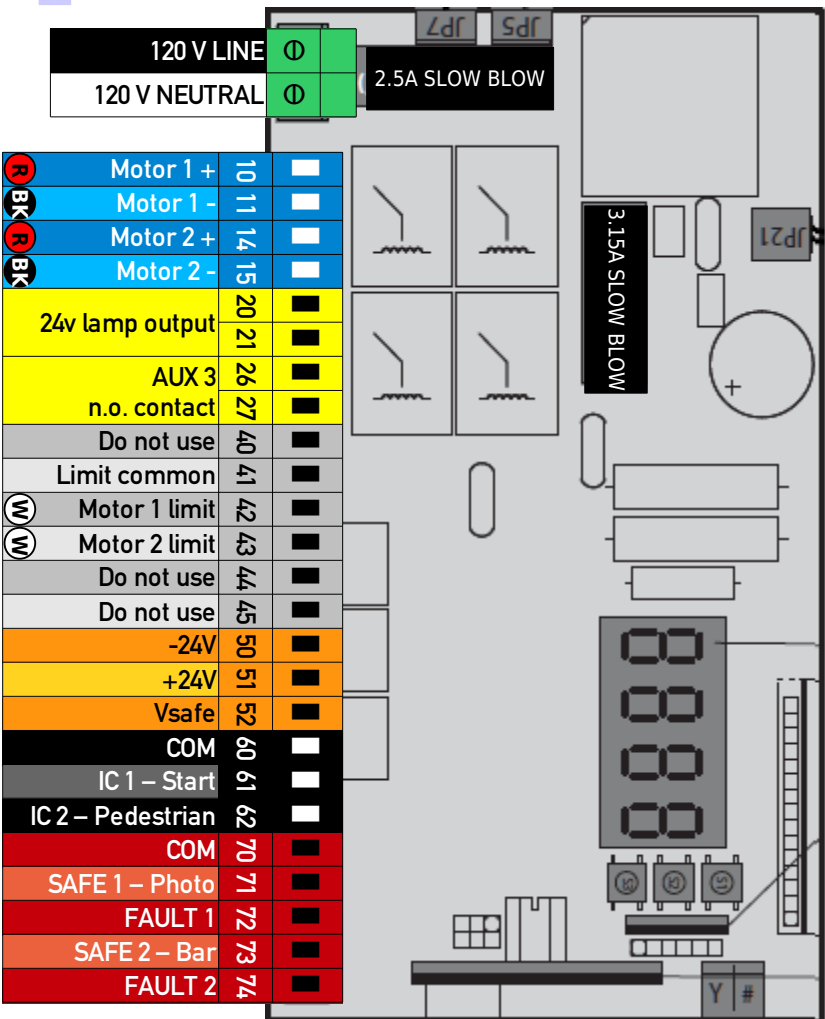 JP7
JP5
120 V LINE
2.5A SLOW BLOW
120 V NEUTRAL
R Motor 1 + 10
BK Motor 1 - 11
R Motor 2 + 14
BK Motor 2 - 15
JP21
3.15A SLOW BLOW
24v lamp output 20
21
AUX 3 26
n.o. contact 27
+
Do not use 40
Limit common 41
W Motor 1 limit 42
W Motor 2 limit 43
Do not use 44
Do not use 45
-24V 50
+24V 51
Vsafe 52
COM 60
IC 1 – Start 61
IC 2 – Pedestrian 62
COM 70
SAFE 1 – Photo 71
S3 S2 S1
FAULT 1 72
SAFE 2 – Bar 73
FAULT 2 74
Y #